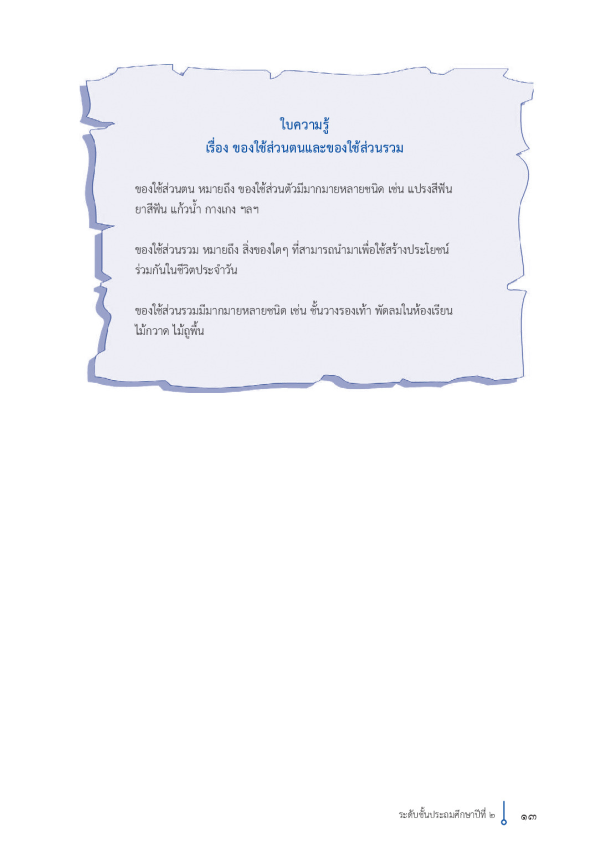 ใบความรู้
เรื่อง ของใช้ส่วนตนและของใช้ส่วนรวม
ของใช้ส่วนตน หมายถึง ของใช้ส่วนตัวมีมากมายหลายชนิด เช่น แปรงสีฟัน
ยาสีฟัน แก้วน้ำ กางเกง ฯลฯ
ของใช้ส่วนรวม หมายถึง สิ่งของใดๆ ที่สามารถนำมาเพื่อใช้สร้างประโยชน์
ร่วมกันในชีวิตประจำวัน
ของใช้ส่วนรวมมีมากมายหลายชนิด เช่น ชั้นวางรองเท้า พัดลมในห้องเรียน
ไม้กวาด ไม้ถูพื้น
ระดับชั้นประถมศึกษาปีที่ ๒
๑๓